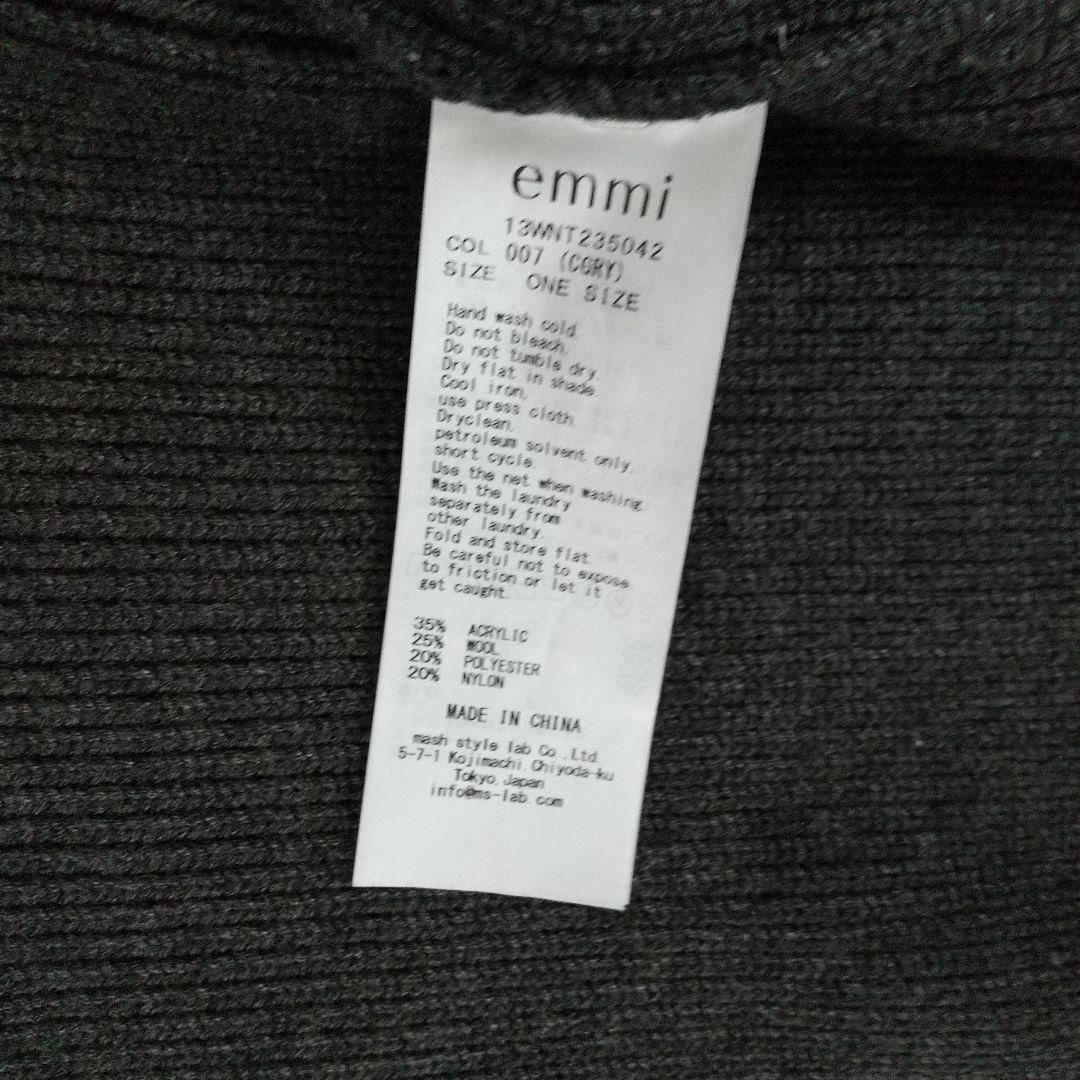 emmi
13WNT235042
COL 007 (CGRY)
SIZE ONE SIZE
Hand wash cold.
Do not bleach.
Do not tumble dry.
Dry flat in shade.
Cool iron,
use press cloth.
Dryclean,
petroleum solvent only,
short cycle.
Use the net when washing.
Wash the laundry
separately from
other laundry.
Fold and store flat.
Be careful not to expose
to friction or let it
get caught.
35% ACRYLIC
25% WOOL
20% POLYESTER
20% NYLON
MADE IN CHINA
mash style lab Co.,Ltd.
5-7-1 Kojimachi, Chiyoda-ku
Tokyo, Japan
info@ms-lab.com